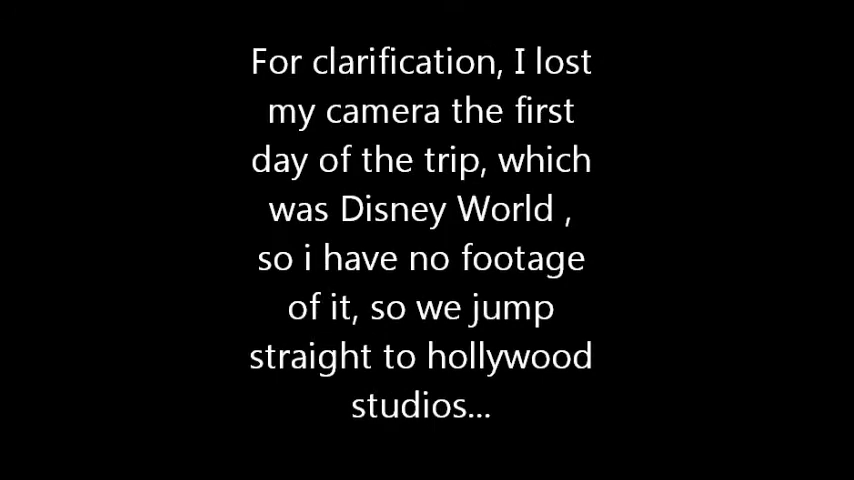 For clarification, I lost
my camera the first
day of the trip, which
was Disney World ,
so i have no footage
of it, so we jump
straight to hollywood
studios...